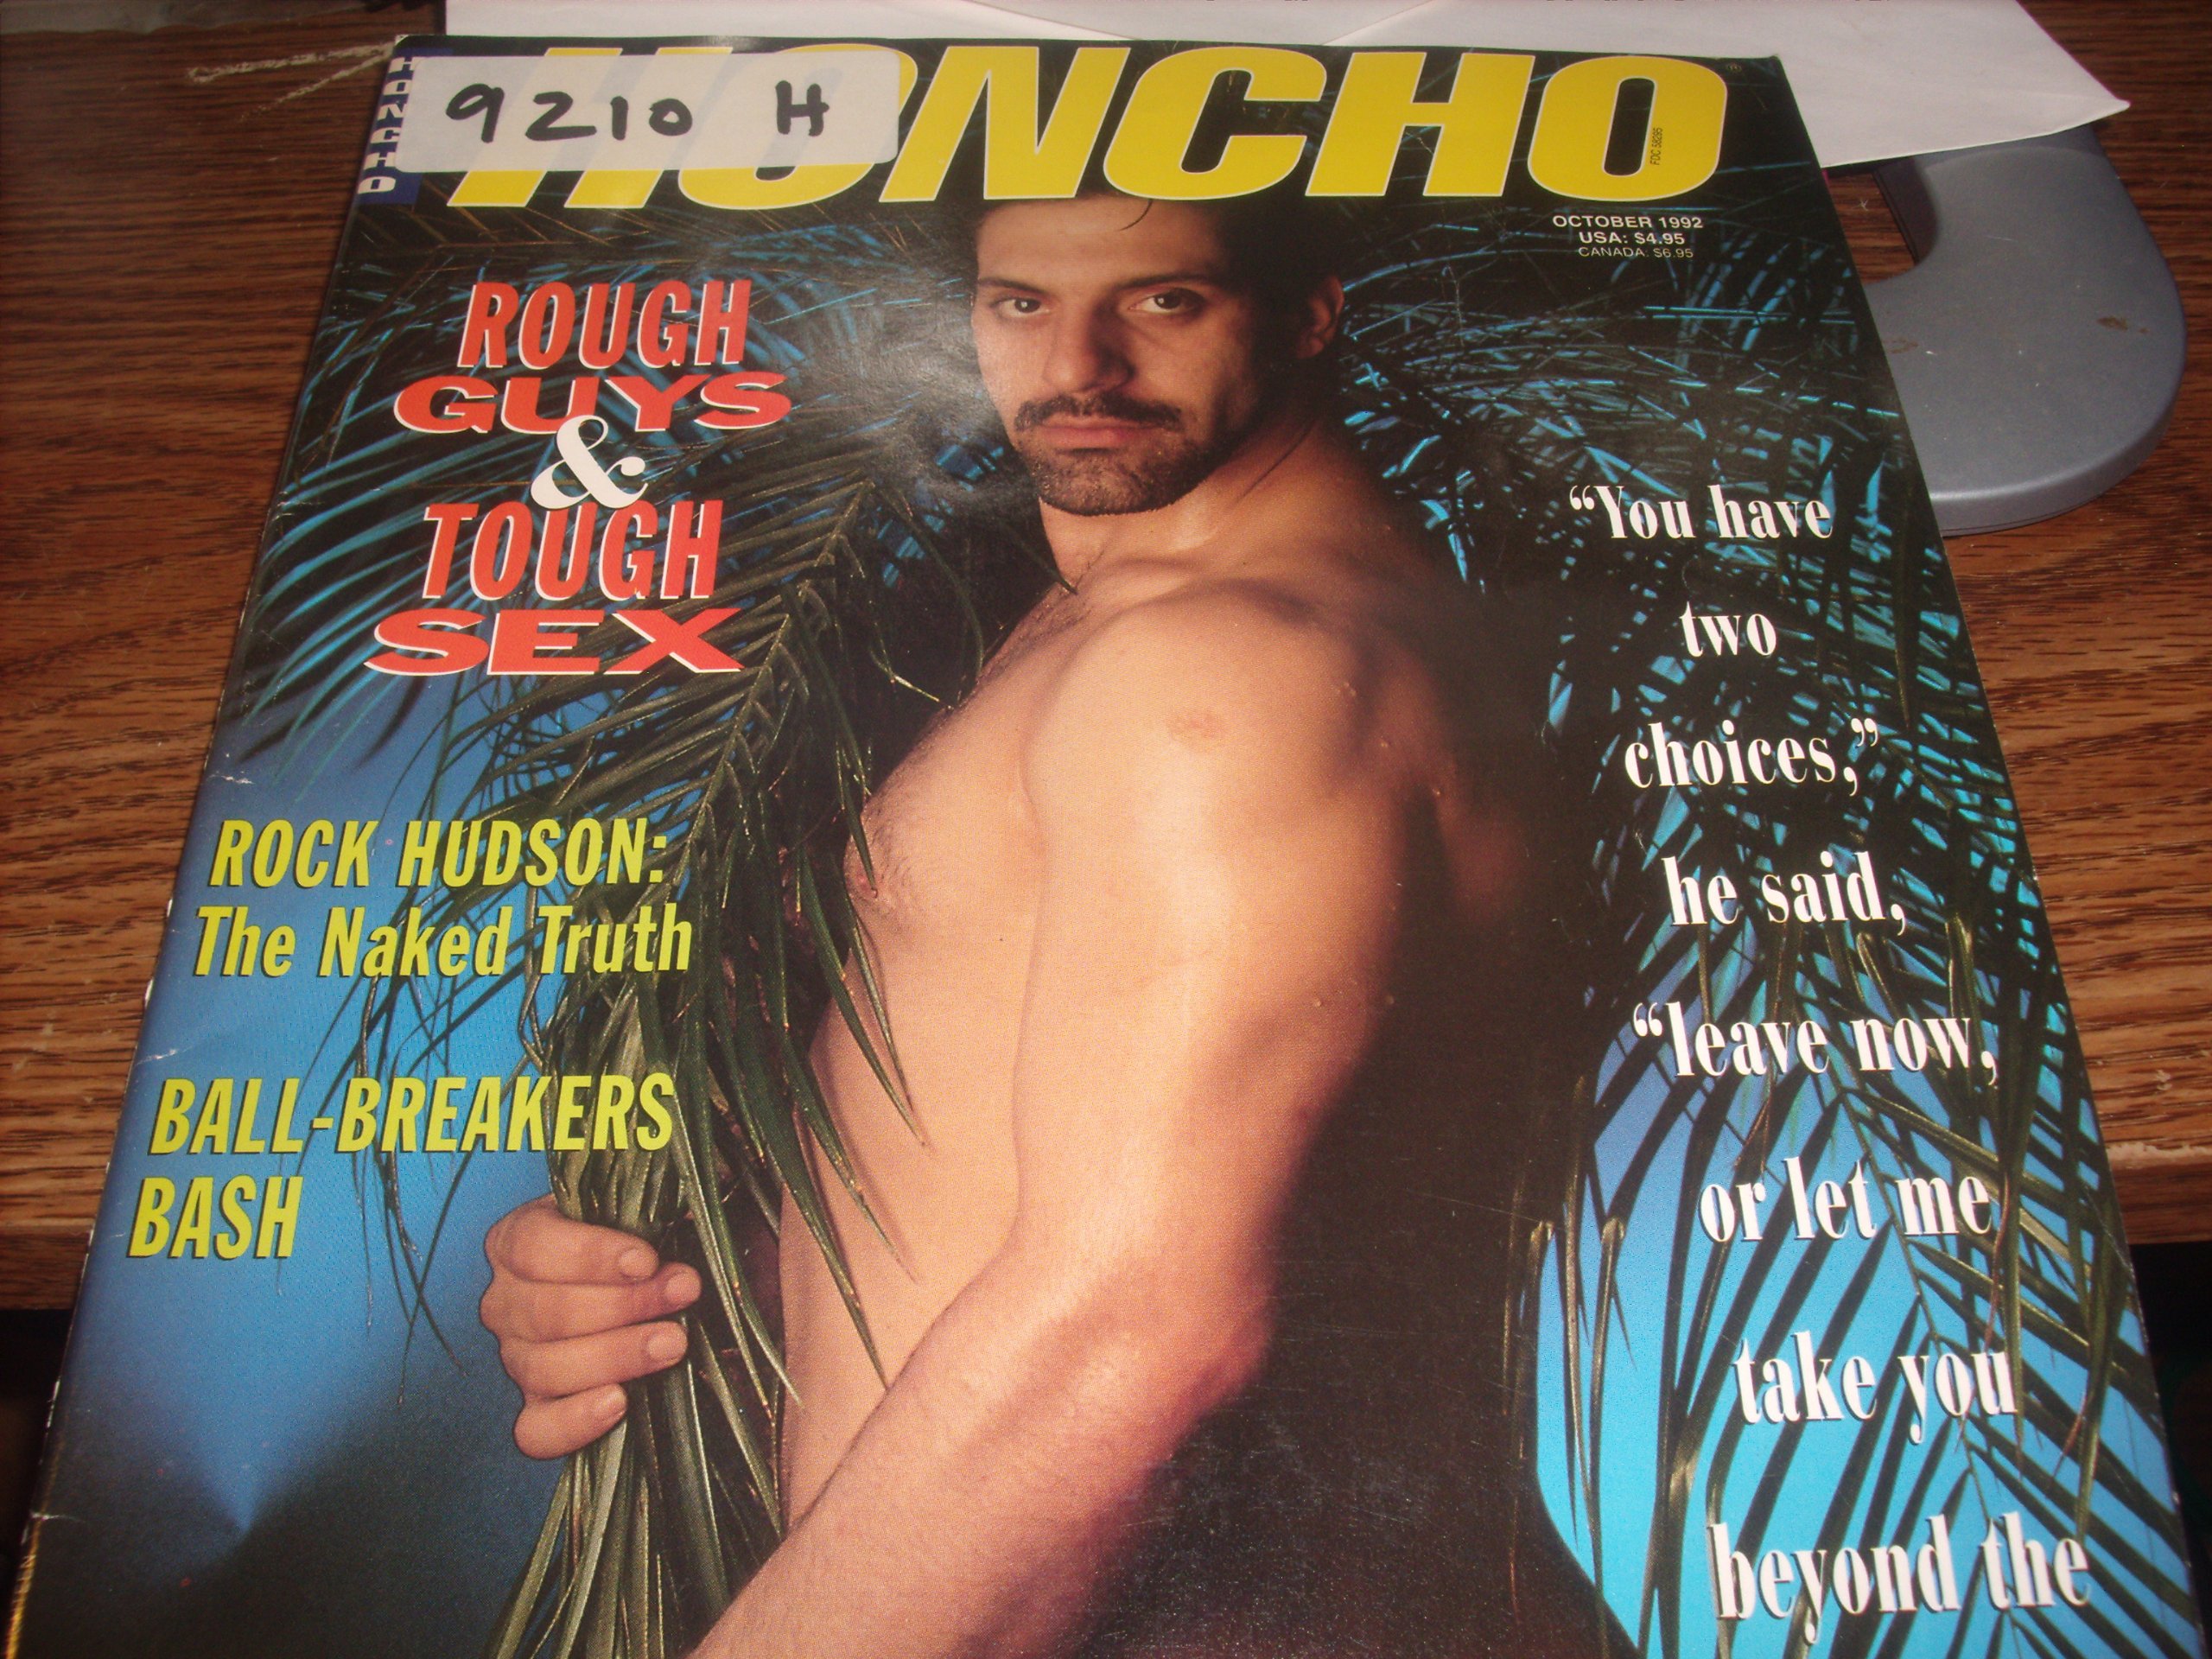 HONCHO
9210 H
HONCHO
FDC 58295
OCTOBER 1992
USA: $4.95
CANADA: $6.95
ROUGH
GUYS
&
TOUGH
SEX
ROCK HUDSON:
The Naked Truth
BALL-BREAKERS
BASH
“You have
two
choices,”
he said,
“leave now,
or let me
take you
beyond the